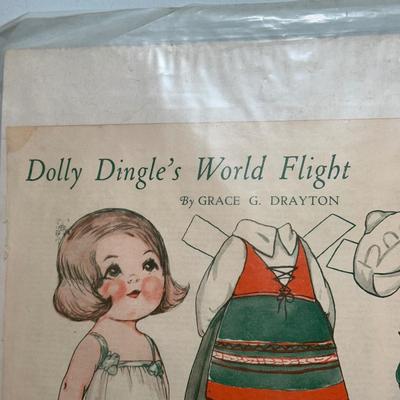 Dolly Dingle's World Flight
By GRACE G. DRAYTON